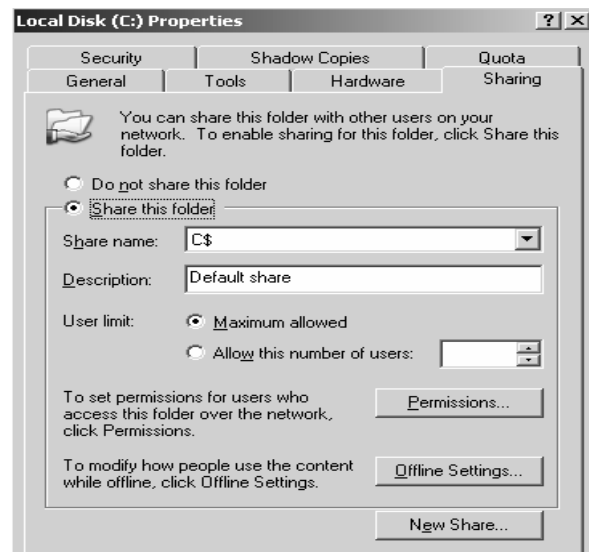 Local Disk (C:) Properties
Security Shadow Copies Quota
General Tools Hardware Sharing
You can share this folder with other users on your
network. To enable sharing for this folder, click Share this
folder.
Do not share this folder
Share this folder
Share name: C$
Description: Default share
User limit: Maximum allowed
Allow this number of users:
To set permissions for users who
access this folder over the network,
click Permissions.
Permissions...
To modify how people use the content
while offline, click Offline Settings.
Offline Settings...
New Share...